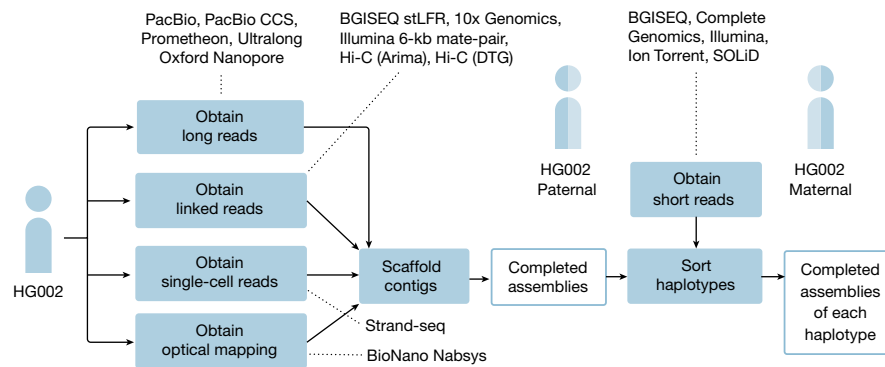 PacBio, PacBio CCS,
Prometheon, Ultralong
Oxford Nanopore
BGISEQ stLFR, 10x Genomics,
Illumina 6-kb mate-pair,
Hi-C (Arima), Hi-C (DTG)
BGISEQ, Complete
Genomics, Illumina,
Ion Torrent, SOLiD
Obtain
long reads
HG002
Paternal
HG002
Maternal
Obtain
linked reads
Obtain
short reads
HG002
Obtain
single-cell reads
Scaffold
contigs
Completed
assemblies
Sort
haplotypes
Completed
assemblies
of each
haplotype
Strand-seq
Obtain
optical mapping
BioNano Nabsys